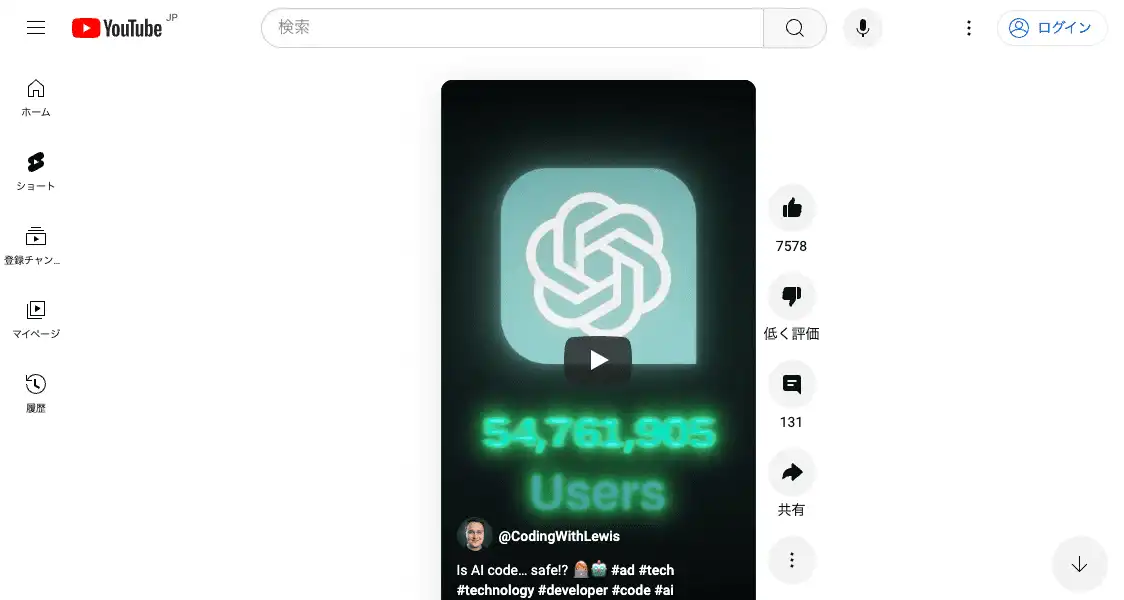 YouTube JP
検索
ログイン
ホーム
ショート
登録チャン...
マイページ
履歴
54,761,905
Users
@CodingWithLewis
Is AI code… safe!? #ad #tech
#technology #developer #code #ai
7578
低く評価
131
共有